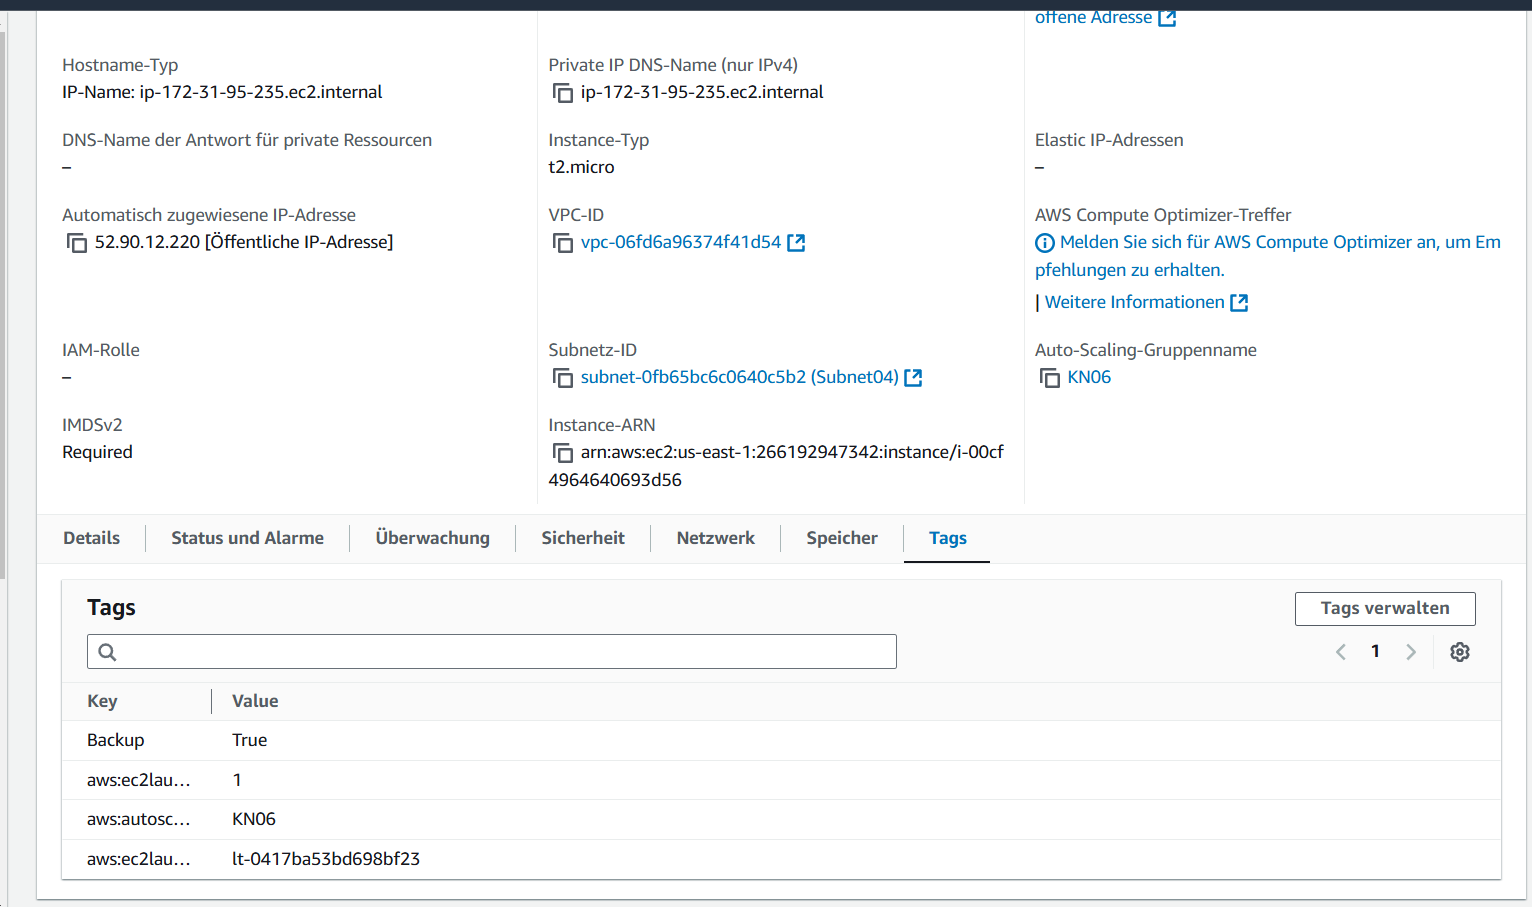 offene Adresse
Hostname-Typ
IP-Name: ip-172-31-95-235.ec2.internal
Private IP DNS-Name (nur IPv4)
ip-172-31-95-235.ec2.internal
DNS-Name der Antwort für private Ressourcen
–
Instance-Typ
t2.micro
Elastic IP-Adressen
–
Automatisch zugewiesene IP-Adresse
52.90.12.220 [Öffentliche IP-Adresse]
VPC-ID
vpc-06fd6a96374f41d54
AWS Compute Optimizer-Treffer
Melden Sie sich für AWS Compute Optimizer an, um Em
pfehlungen zu erhalten.
| Weitere Informationen
IAM-Rolle
–
Subnetz-ID
subnet-0fb65bc6c0640c5b2 (Subnet04)
Auto-Scaling-Gruppenname
KN06
IMDSv2
Required
Instance-ARN
arn:aws:ec2:us-east-1:266192947342:instance/i-00cf
4964640693d56
Details
Status und Alarme
Überwachung
Sicherheit
Netzwerk
Speicher
Tags
Tags
Tags verwalten
1
Key
Value
Backup
True
aws:ec2lau…
1
aws:autosc…
KN06
aws:ec2lau…
lt-0417ba53bd698bf23